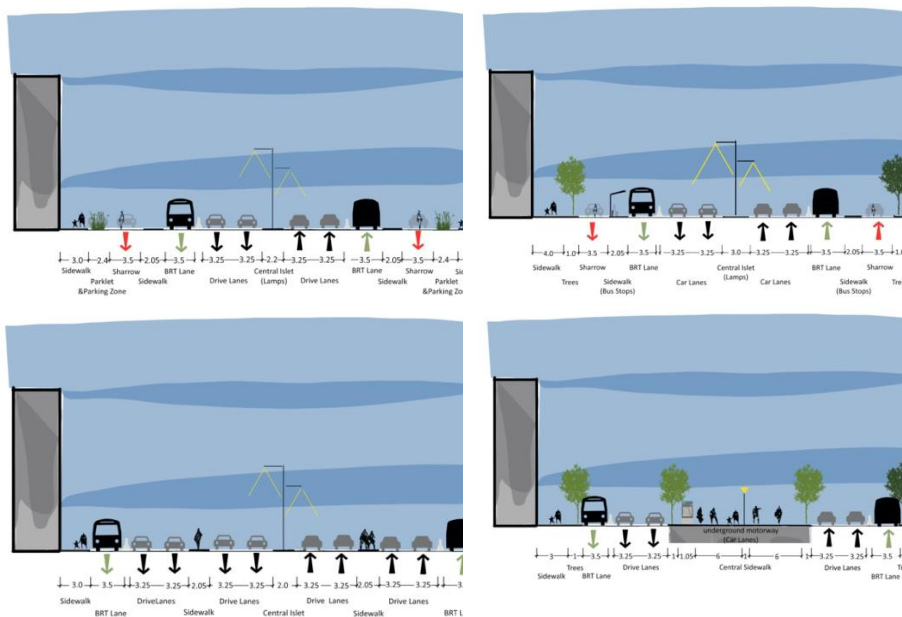 3.0 2.4 3.5 2.05 3.5 3.25 3.25 2.2 3.25 3.25 3.5 2.05 3.5 2.4
Sidewalk Sharrow BRT Lane Central Islet BRT Lane Sharrow
Parklet Sidewalk Drive Lanes (Lamps) Drive Lanes Sidewalk Parklet
&Parking Zone &Parking Zone
4.0 1.0 3.5 2.05 3.5 3.25 3.25 3.0 3.25 3.25 3.5 2.05 3.5 1.0
Sidewalk Sharrow BRT Lane Central Islet BRT Lane Sharrow
Trees Sidewalk Car Lanes (Lamps) Car Lanes Sidewalk
(Bus Stops) (Bus Stops)
3.0 3.5 3.25 3.25 2.05 3.25 3.25 2.0 3.25 3.25 2.05 3.25 3.25
Sidewalk DriveLanes Drive Lanes Drive Lanes Drive Lanes
BRT Lane Sidewalk Central Islet Sidewalk BRT L
underground motorway
(Car Lanes)
3 1 3.5 3.25 3.25 1 1.05 6 1 6 1 3.25 3.25 3.5
Trees Drive Lanes Central Sidewalk Drive Lanes
Sidewalk BRT Lane BRT Lane